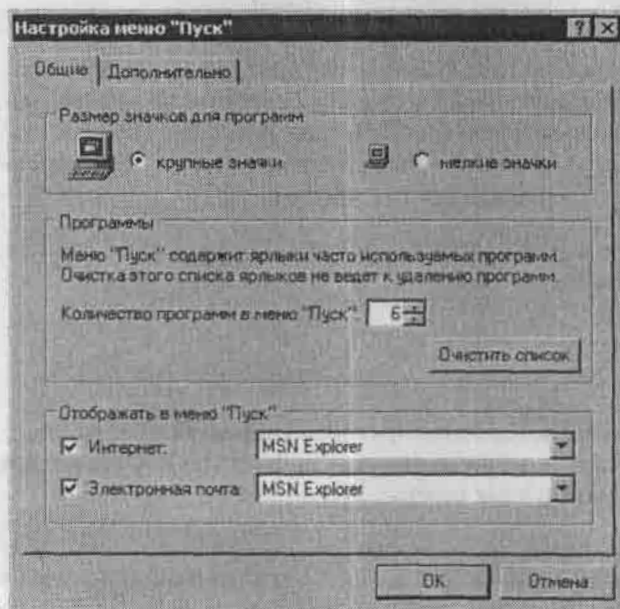 Настройка меню "Пуск"
Общие Дополнительно
Размер значков для программ
крупные значки мелкие значки
Программы
Меню "Пуск" содержит ярлыки часто используемых программ.
Очистка этого списка ярлыков не ведет к удалению программ.
Количество программ в меню "Пуск": 6
Очистить список
Отображать в меню "Пуск"
Интернет: MSN Explorer
Электронная почта: MSN Explorer
OK Отмена